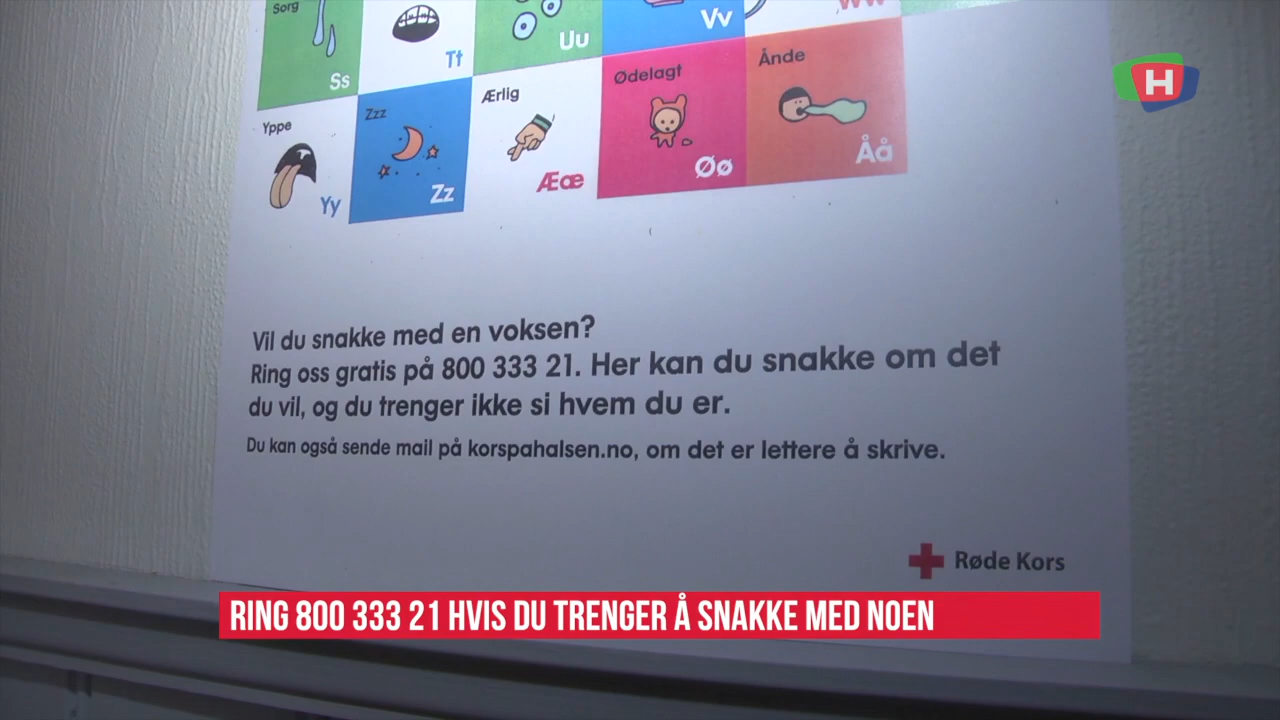 Sorg
Ss
Tt
Uu
Vv
Ww
Yppe
Yy
Zzz
Zz
Ærlig
Ææ
Ødelagt
Øø
Ånde
Åå
H
Vil du snakke med en voksen?
Ring oss gratis på 800 333 21. Her kan du snakke om det
du vil, og du trenger ikke si hvem du er.
Du kan også sende mail på korspahalsen.no, om det er lettere å skrive.
Røde Kors
RING 800 333 21 HVIS DU TRENGER Å SNAKKE MED NOEN